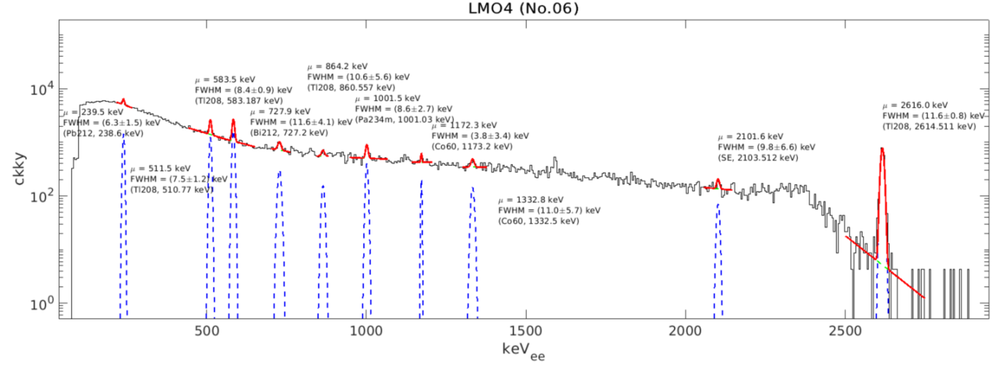 LMO4 (No.06)
μ = 864.2 keV
FWHM = (10.6±5.6) keV
(Tl208, 860.557 keV)
μ = 583.5 keV
FWHM = (8.4±0.9) keV
(Tl208, 583.187 keV)
μ = 1001.5 keV
FWHM = (8.6±2.7) keV
(Pa234m, 1001.03 keV)
μ = 2616.0 keV
FWHM = (11.6±0.8) keV
(Tl208, 2614.511 keV)
μ = 239.5 keV
FWHM = (6.3±1.5) keV
(Pb212, 238.6 keV)
μ = 727.9 keV
FWHM = (11.6±4.1) keV
(Bi212, 727.2 keV)
μ = 1172.3 keV
FWHM = (3.8±3.4) keV
(Co60, 1173.2 keV)
μ = 2101.6 keV
FWHM = (9.8±6.6) keV
(SE, 2103.512 keV)
μ = 511.5 keV
FWHM = (7.5±1.2) keV
(Tl208, 510.77 keV)
μ = 1332.8 keV
FWHM = (11.0±5.7) keV
(Co60, 1332.5 keV)
10⁴
10²
10⁰
ckky
500 1000 1500 2000 2500
keVₑₑ